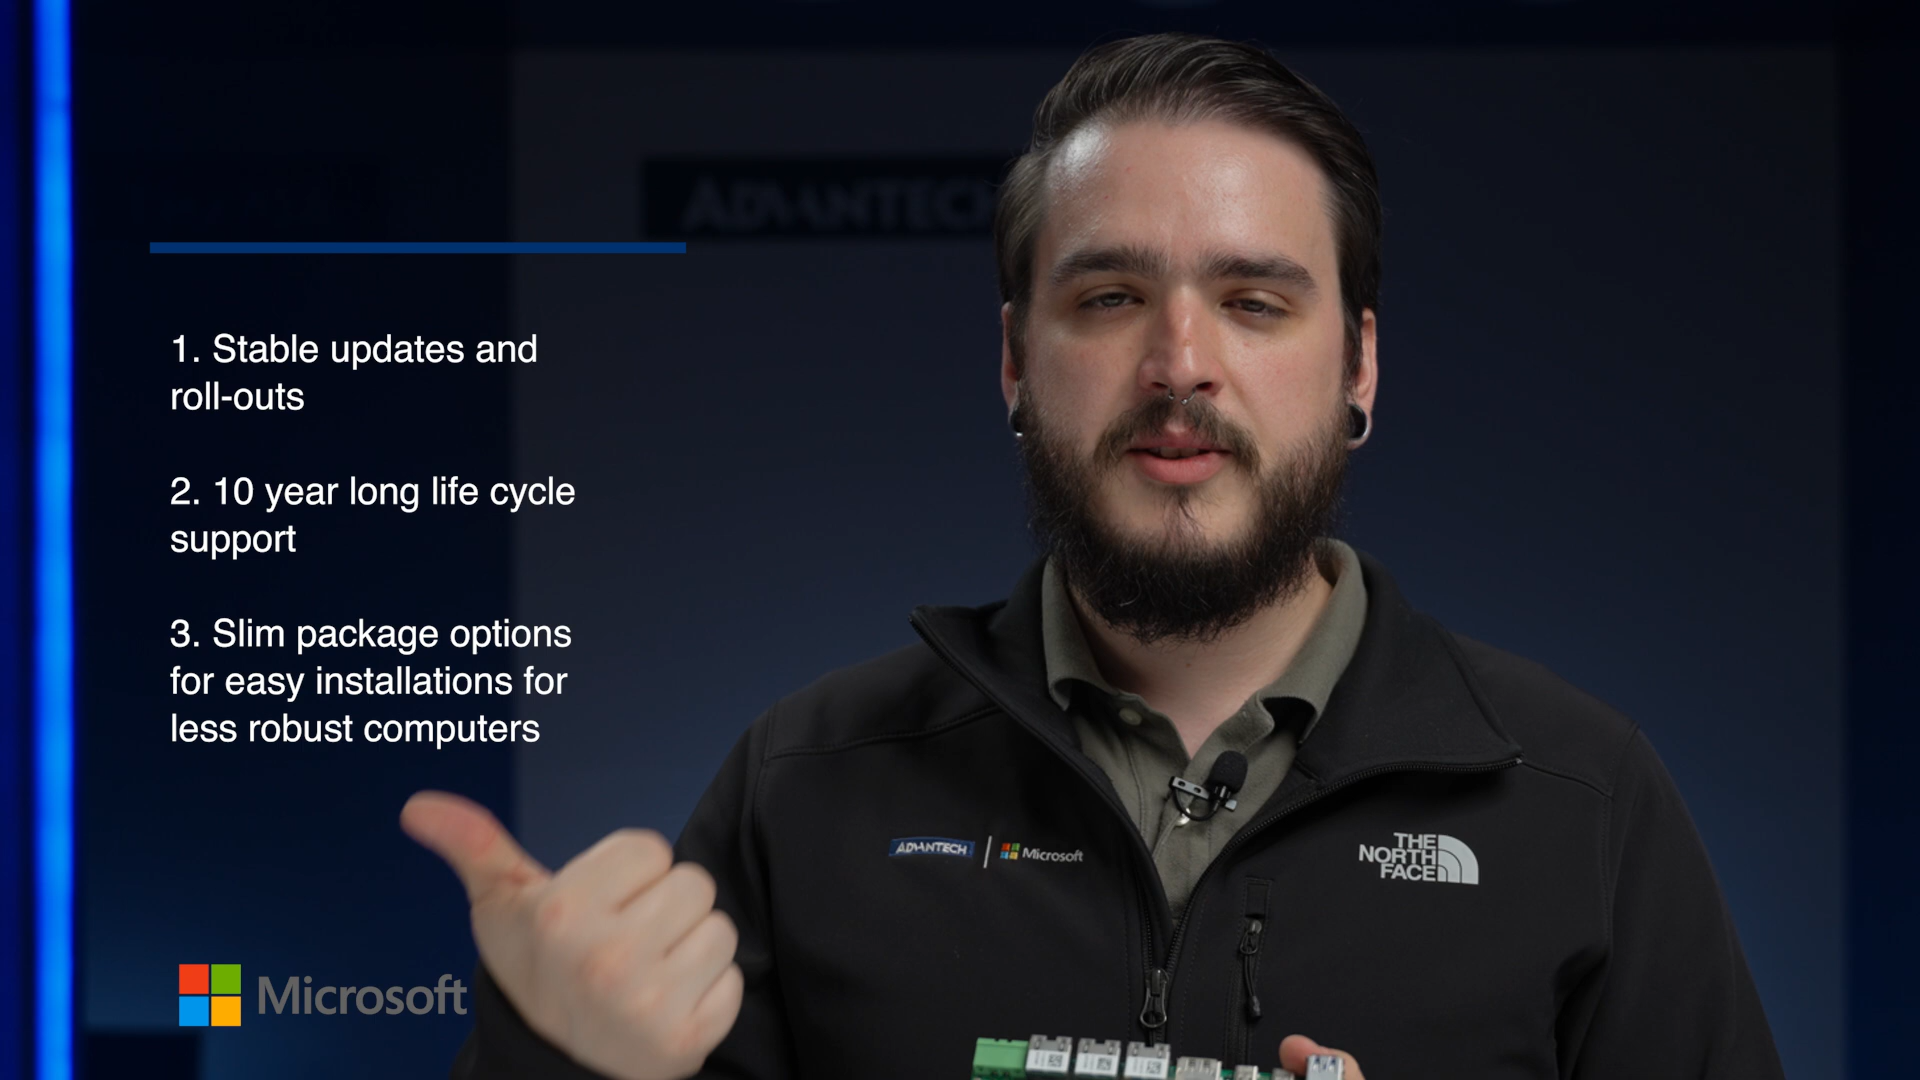 ADVANTECH
1. Stable updates and
roll-outs
2. 10 year long life cycle
support
3. Slim package options
for easy installations for
less robust computers
ADVANTECH | Microsoft
THE
NORTH
FACE
Microsoft